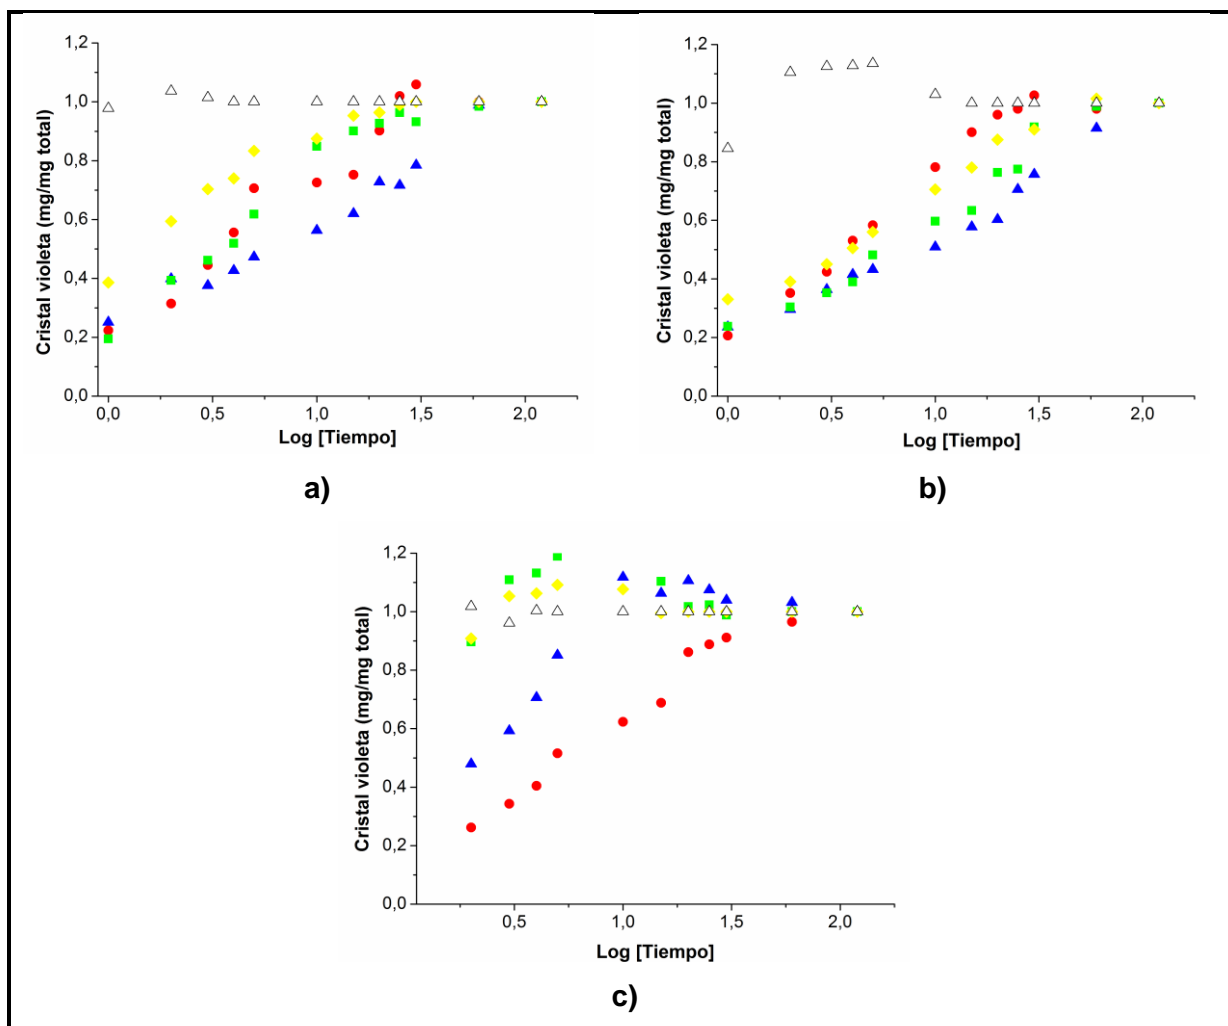 1,2
1,0
0,8
0,6
0,4
0,2
0,0
Cristal violeta (mg/mg total)
0,0 0,5 1,0 1,5 2,0
Log [Tiempo]
a)
1,2
1,0
0,8
0,6
0,4
0,2
0,0
Cristal violeta (mg/mg total)
0,0 0,5 1,0 1,5 2,0
Log [Tiempo]
b)
1,2
1,0
0,8
0,6
0,4
0,2
0,0
Cristal violeta (mg/mg total)
0,5 1,0 1,5 2,0
Log [Tiempo]
c)